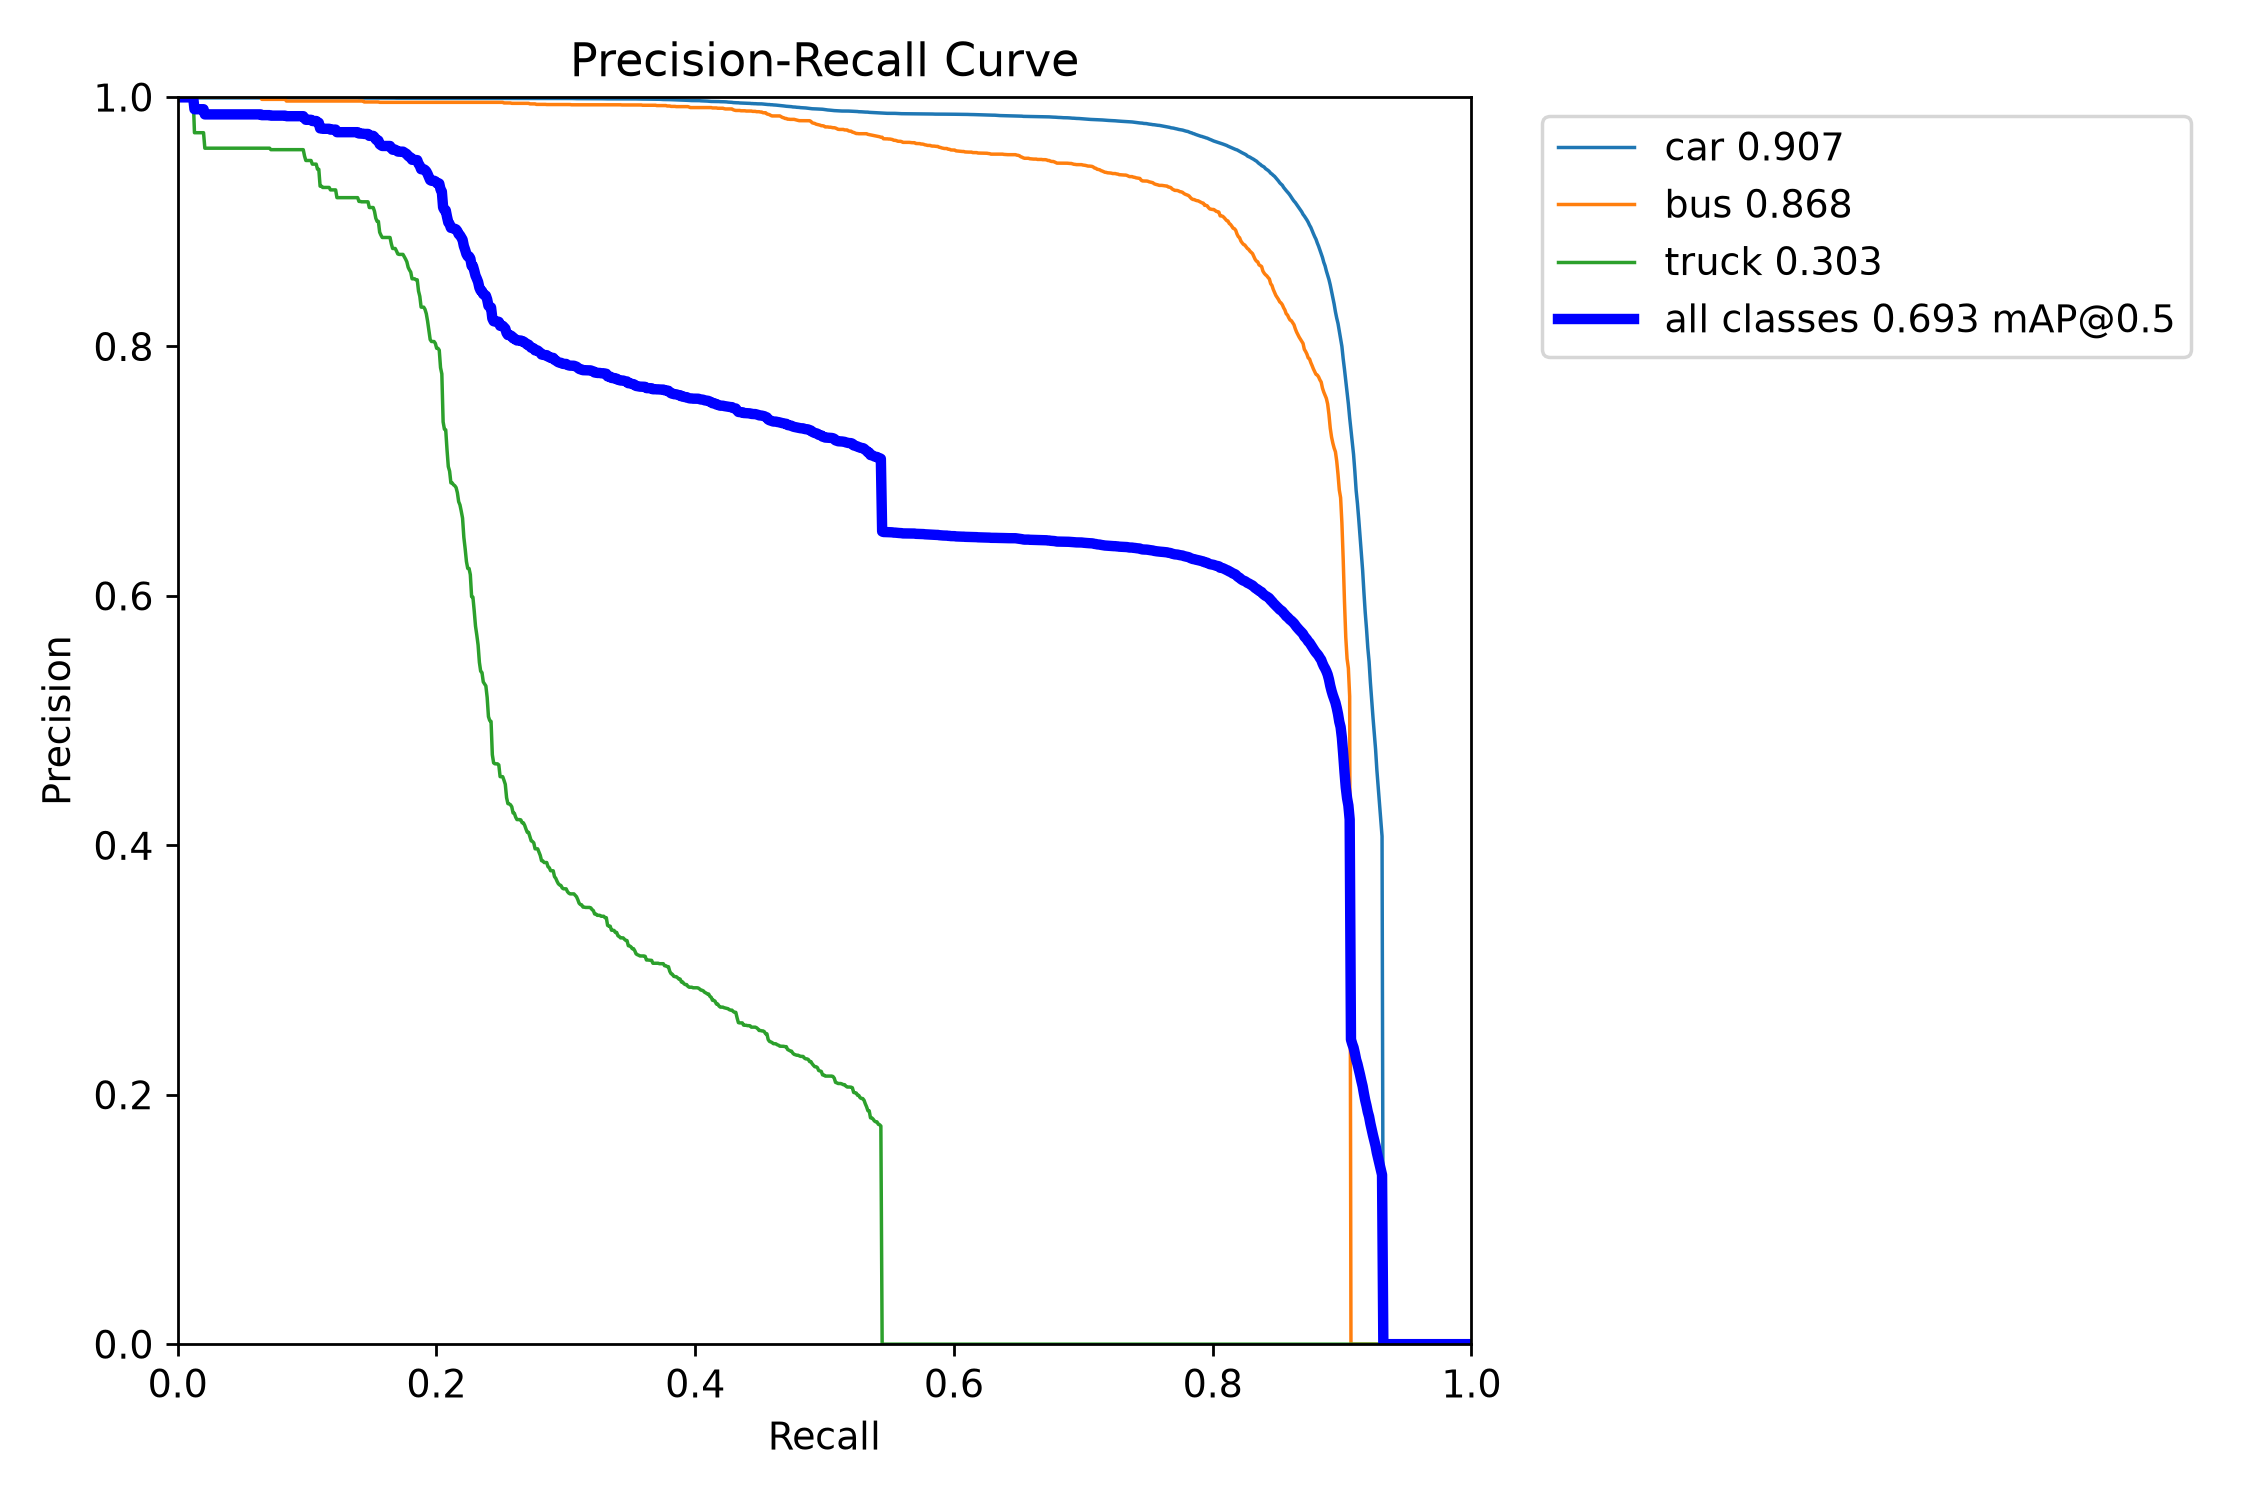 Precision-Recall Curve
1.0
0.8
0.6
0.4
0.2
0.0
Precision
0.0 0.2 0.4 0.6 0.8 1.0
Recall
car 0.907
bus 0.868
truck 0.303
all classes 0.693 mAP@0.5